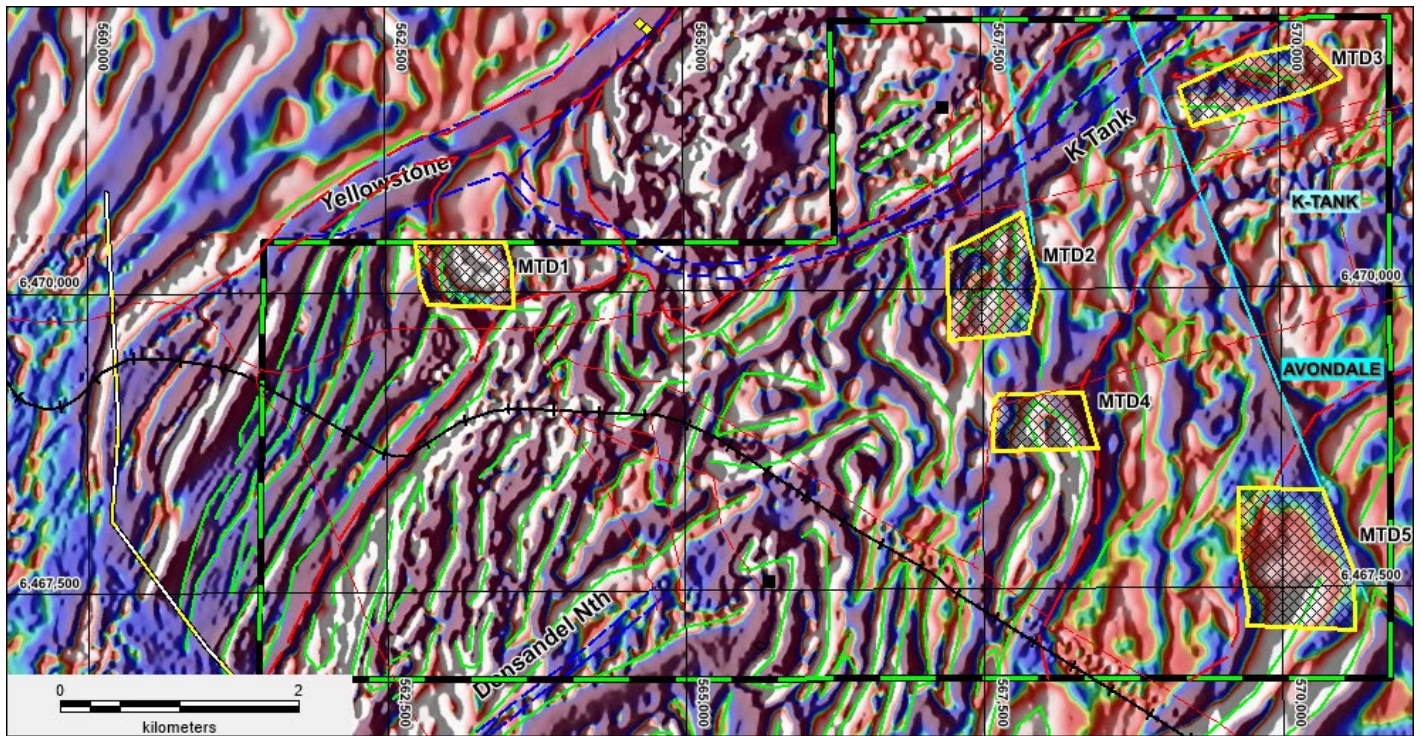 560,000
562,500
565,000
567,500
570,000
MTD3
K Tank
Yellowstone
K-TANK
MTD1
MTD2
6,470,000
6,470,000
AVONDALE
MTD4
MTD5
6,467,500
6,467,500
Densandel Nth
562,500
565,000
567,500
570,000
0 2
kilometers